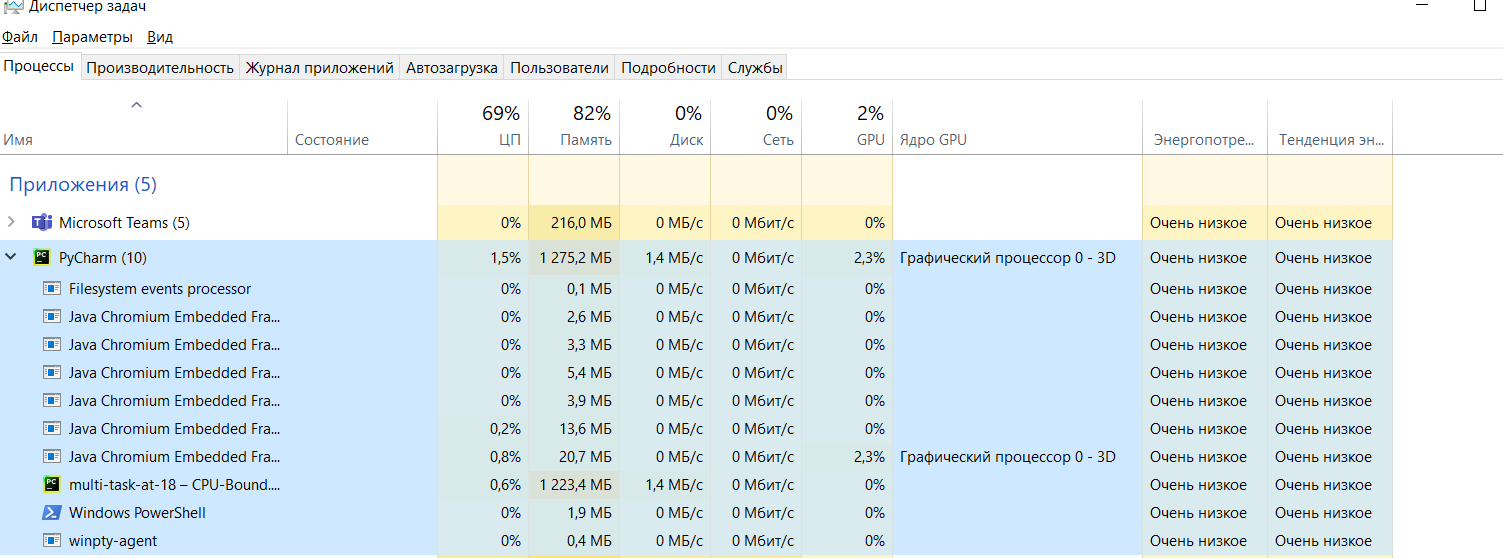 Диспетчер задач
Файл Параметры Вид
Процессы Производительность Журнал приложений Автозагрузка Пользователи Подробности Службы
69% 82% 0% 0% 2%
Имя Состояние ЦП Память Диск Сеть GPU Ядро GPU Энергопотре... Тенденция эн...
Приложения (5)
Microsoft Teams (5) 0% 216,0 МБ 0 МБ/с 0 Мбит/с 0% Очень низкое Очень низкое
PyCharm (10) 1,5% 1 275,2 МБ 1,4 МБ/с 0 Мбит/с 2,3% Графический процессор 0 - 3D Очень низкое Очень низкое
Filesystem events processor 0% 0,1 МБ 0 МБ/с 0 Мбит/с 0% Очень низкое Очень низкое
Java Chromium Embedded Fra... 0% 2,6 МБ 0 МБ/с 0 Мбит/с 0% Очень низкое Очень низкое
Java Chromium Embedded Fra... 0% 3,3 МБ 0 МБ/с 0 Мбит/с 0% Очень низкое Очень низкое
Java Chromium Embedded Fra... 0% 5,4 МБ 0 МБ/с 0 Мбит/с 0% Очень низкое Очень низкое
Java Chromium Embedded Fra... 0% 3,9 МБ 0 МБ/с 0 Мбит/с 0% Очень низкое Очень низкое
Java Chromium Embedded Fra... 0,2% 13,6 МБ 0 МБ/с 0 Мбит/с 0% Очень низкое Очень низкое
Java Chromium Embedded Fra... 0,8% 20,7 МБ 0 МБ/с 0 Мбит/с 2,3% Графический процессор 0 - 3D Очень низкое Очень низкое
multi-task-at-18 – CPU-Bound.... 0,6% 1 223,4 МБ 1,4 МБ/с 0 Мбит/с 0% Очень низкое Очень низкое
Windows PowerShell 0% 1,9 МБ 0 МБ/с 0 Мбит/с 0% Очень низкое Очень низкое
winpty-agent 0% 0,4 МБ 0 МБ/с 0 Мбит/с 0% Очень низкое Очень низкое